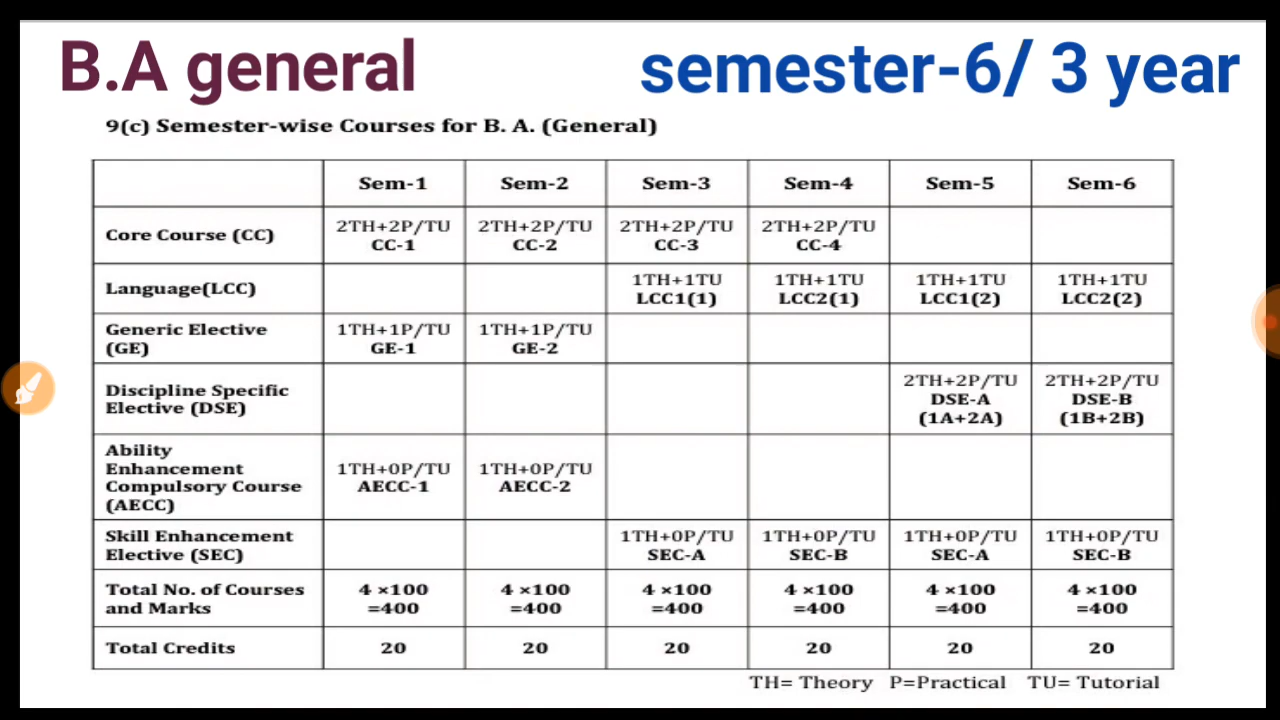 B.A general semester-6/ 3 year
9(c) Semester-wise Courses for B. A. (General)
Sem-1 Sem-2 Sem-3 Sem-4 Sem-5 Sem-6
Core Course (CC) 2TH+2P/TU 2TH+2P/TU 2TH+2P/TU 2TH+2P/TU
CC-1 CC-2 CC-3 CC-4
Language(LCC) 1TH+1TU 1TH+1TU 1TH+1TU 1TH+1TU
LCC1(1) LCC2(1) LCC1(2) LCC2(2)
Generic Elective 1TH+1P/TU 1TH+1P/TU
(GE) GE-1 GE-2
Discipline Specific 2TH+2P/TU 2TH+2P/TU
Elective (DSE) DSE-A DSE-B
(1A+2A) (1B+2B)
Ability
Enhancement 1TH+0P/TU 1TH+0P/TU
Compulsory Course AECC-1 AECC-2
(AECC)
Skill Enhancement 1TH+0P/TU 1TH+0P/TU 1TH+0P/TU 1TH+0P/TU
Elective (SEC) SEC-A SEC-B SEC-A SEC-B
Total No. of Courses 4 ×100 4 ×100 4 ×100 4 ×100 4 ×100 4 ×100
and Marks =400 =400 =400 =400 =400 =400
Total Credits 20 20 20 20 20 20
TH= Theory P=Practical TU= Tutorial